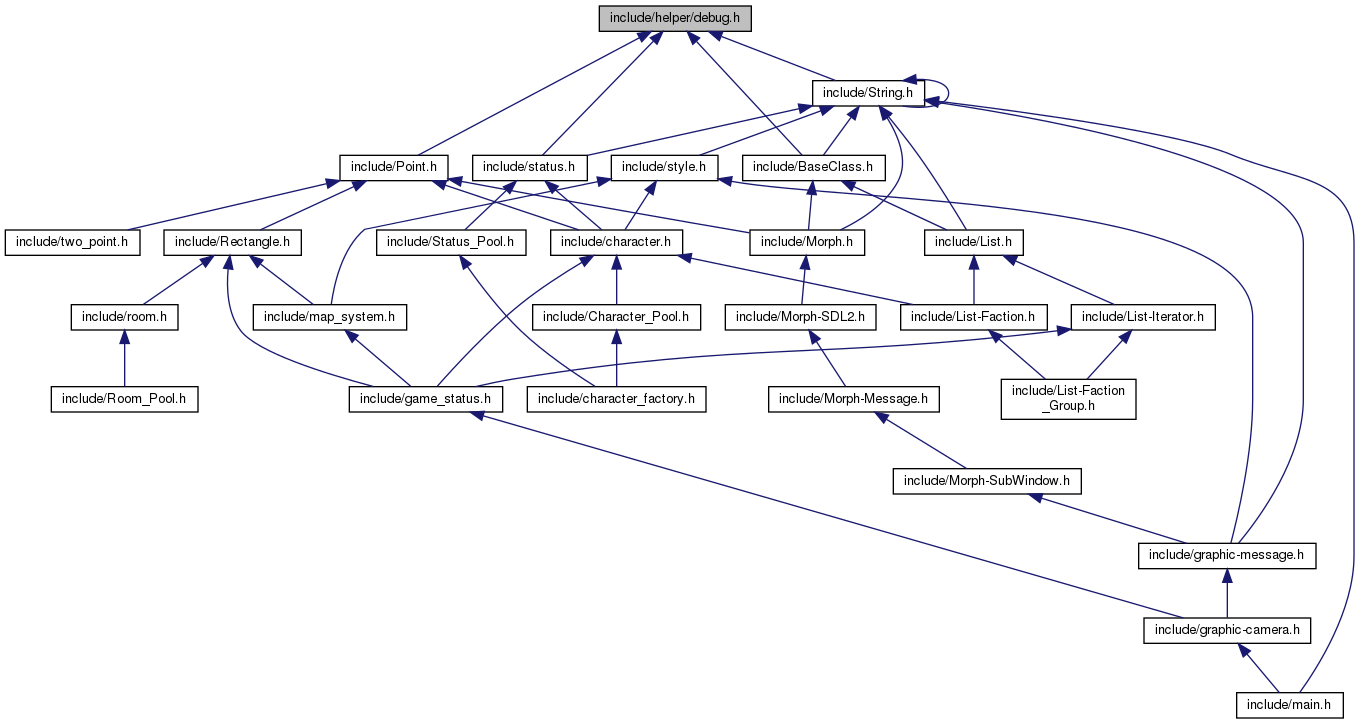 include/helper/debug.h
include/String.h
include/Point.h
include/status.h
include/style.h
include/BaseClass.h
include/two_point.h
include/Rectangle.h
include/Status_Pool.h
include/character.h
include/Morph.h
include/List.h
include/room.h
include/map_system.h
include/Character_Pool.h
include/Morph-SDL2.h
include/List-Faction.h
include/List-Iterator.h
include/Room_Pool.h
include/game_status.h
include/character_factory.h
include/Morph-Message.h
include/List-Faction
_Group.h
include/Morph-SubWindow.h
include/graphic-message.h
include/graphic-camera.h
include/main.h